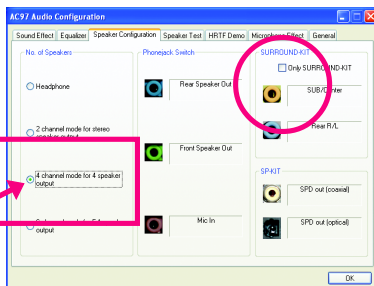 AC97 Audio Configuration
Sound Effect Equalizer Speaker Configuration Speaker Test HRTF Demo Microphone Effect General
No. of Speakers
Phonejack Switch
SURROUND-KIT
Only SURROUND-KIT
Headphone
Rear Speaker Out
SUB/Center
2 channel mode for stereo
speaker output
Rear R/L
Front Speaker Out
4 channel mode for 4 speaker
output
SP-KIT
SPD out (coaxial)
output
Mic In
SPD out (optical)
OK